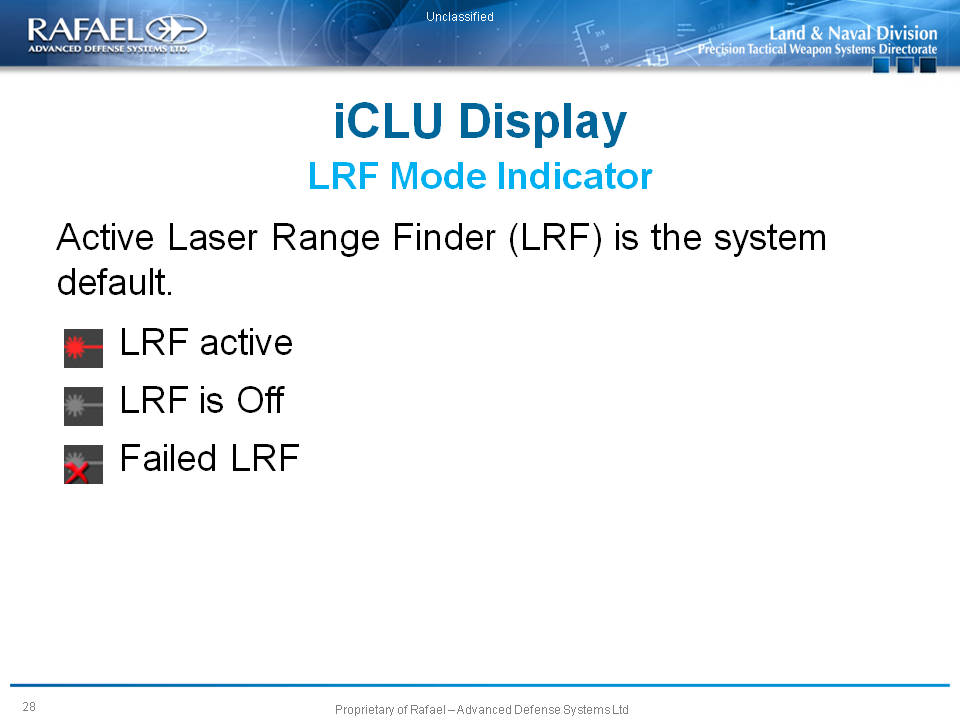 Unclassified
RAFAEL
ADVANCED DEFENSE SYSTEMS LTD.
Land & Naval Division
Precision Tactical Weapon Systems Directorate
iCLU Display
LRF Mode Indicator
Active Laser Range Finder (LRF) is the system
default.
LRF active
LRF is Off
Failed LRF
28
Proprietary of Rafael – Advanced Defense Systems Ltd